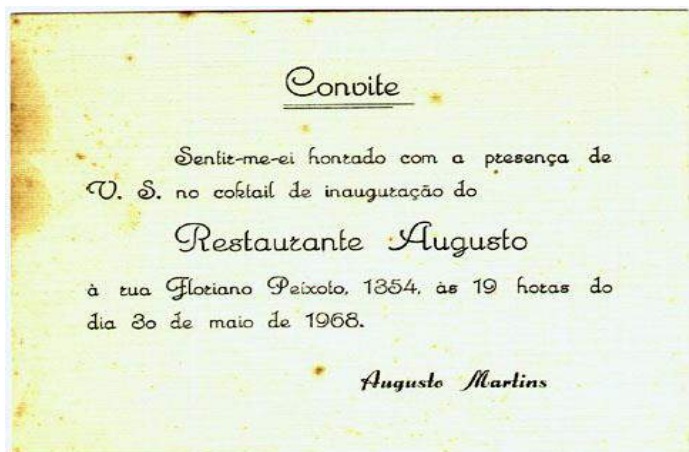 Convite
Sentir-me-ei honrado com a presença de
V. S. no coktail de inauguração do
Restaurante Augusto
à rua Floriano Peixoto, 1354, às 19 horas do
dia 30 de maio de 1968.
Augusto Martins